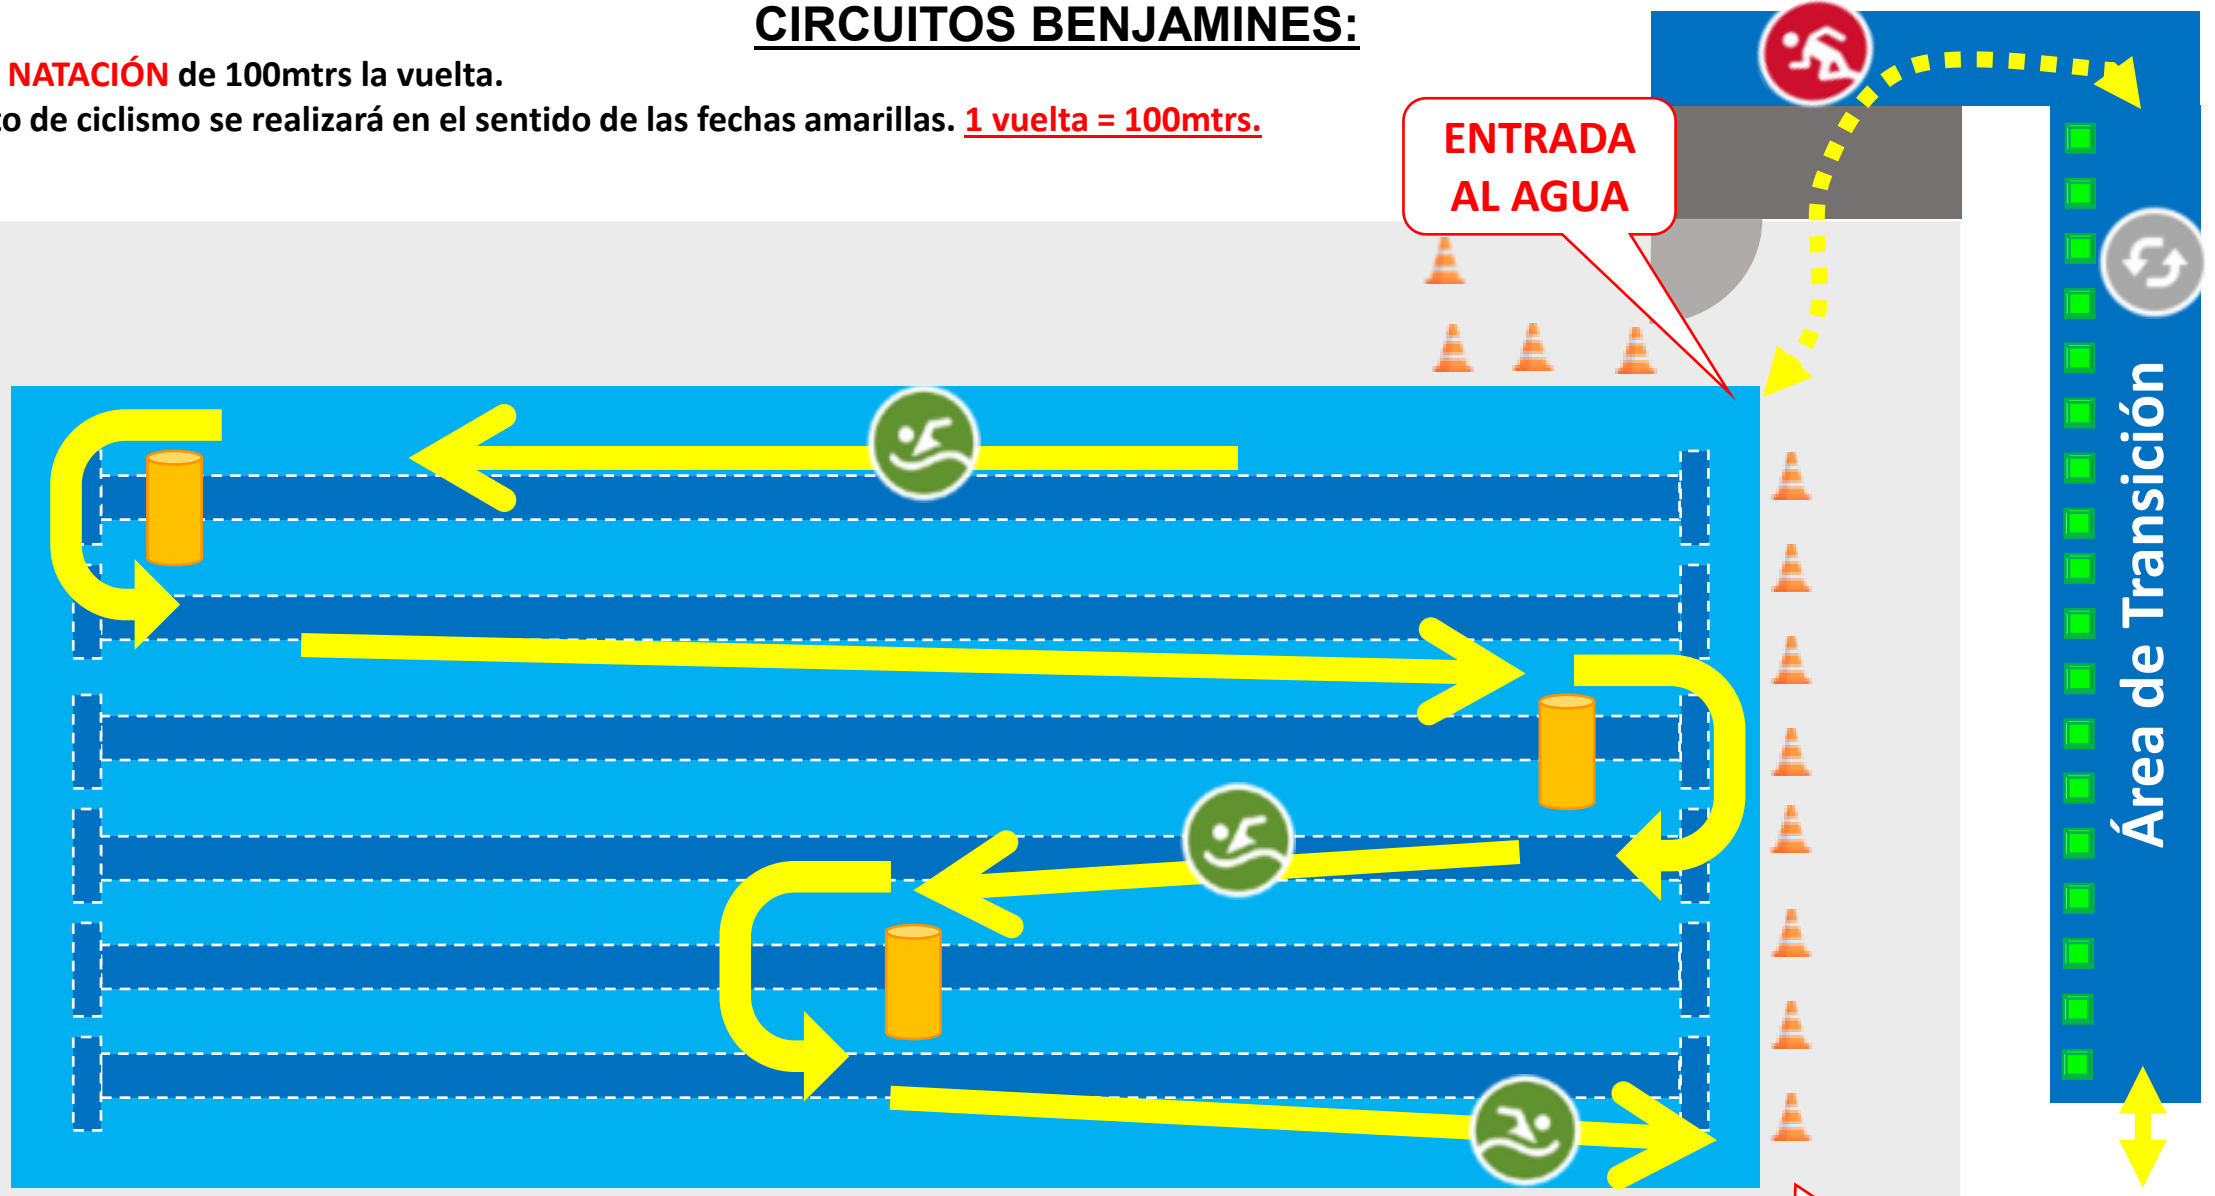 CIRCUITOS BENJAMINES:
NATACIÓN de 100mtrs la vuelta.
to de ciclismo se realizará en el sentido de las fechas amarillas. 1 vuelta = 100mtrs.
ENTRADA
AL AGUA
Área de Transición